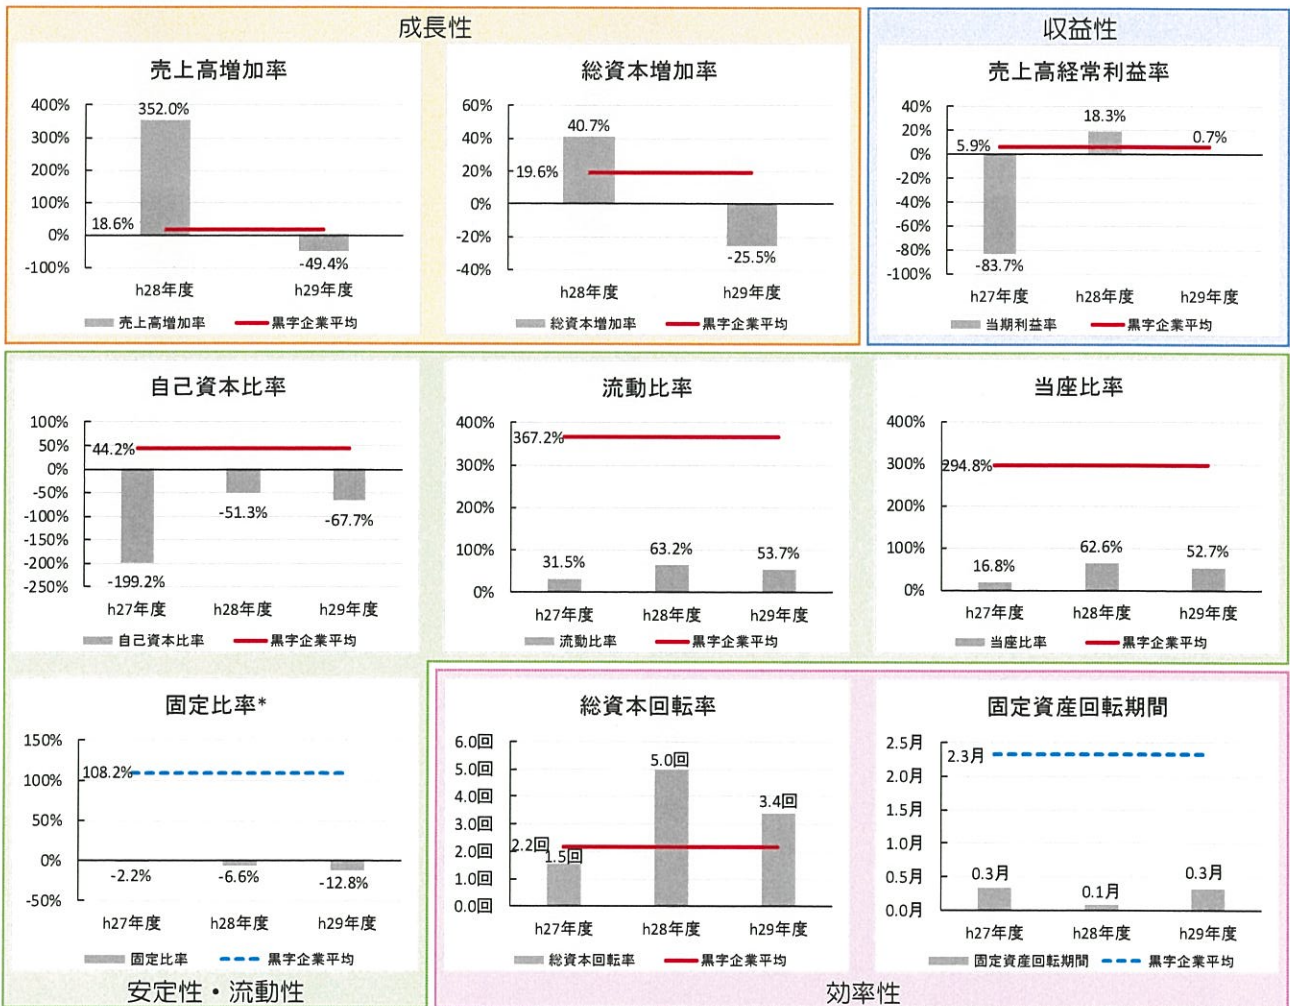 成長性
収益性
売上高増加率
400%
300%
200%
100%
0%
-100%
352.0%
18.6%
-49.4%
h28年度
h29年度
売上高増加率
黒字企業平均
総資本増加率
60%
40%
20%
0%
-20%
-40%
40.7%
19.6%
-25.5%
h28年度
h29年度
総資本増加率
黒字企業平均
売上高経常利益率
40%
20%
0%
-20%
-40%
-60%
-80%
-100%
5.9%
18.3%
0.7%
-83.7%
h27年度
h28年度
h29年度
当期利益率
黒字企業平均
自己資本比率
100%
50%
0%
-50%
-100%
-150%
-200%
-250%
44.2%
-199.2%
-51.3%
-67.7%
h27年度
h28年度
h29年度
自己資本比率
黒字企業平均
流動比率
400%
300%
200%
100%
0%
367.2%
31.5%
63.2%
53.7%
h27年度
h28年度
h29年度
流動比率
黒字企業平均
当座比率
400%
300%
200%
100%
0%
294.8%
16.8%
62.6%
52.7%
h27年度
h28年度
h29年度
当座比率
黒字企業平均
固定比率*
150%
100%
50%
0%
-50%
108.2%
-2.2%
-6.6%
-12.8%
h27年度
h28年度
h29年度
固定比率
黒字企業平均
総資本回転率
6.0回
5.0回
4.0回
3.0回
2.0回
1.0回
0.0回
2.2回
1.5回
5.0回
3.4回
h27年度
h28年度
h29年度
総資本回転率
黒字企業平均
固定資産回転期間
2.5月
2.0月
1.5月
1.0月
0.5月
0.0月
2.3月
0.3月
0.1月
0.3月
h27年度
h28年度
h29年度
固定資産回転期間
黒字企業平均
安定性・流動性
効率性